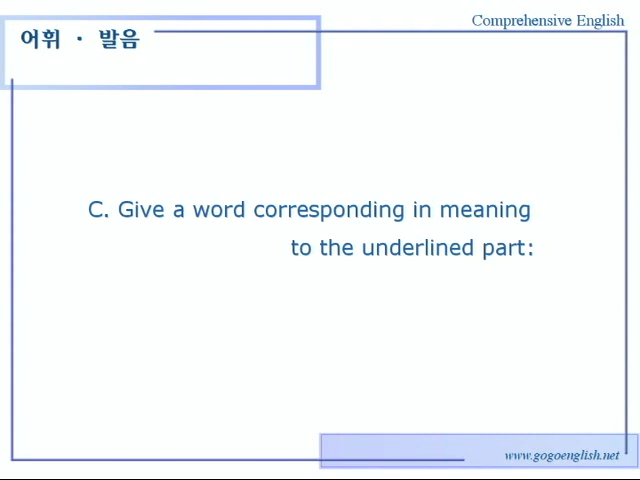 Comprehensive English
어휘 · 발음
C. Give a word corresponding in meaning
to the underlined part:
www.gogoenglish.net